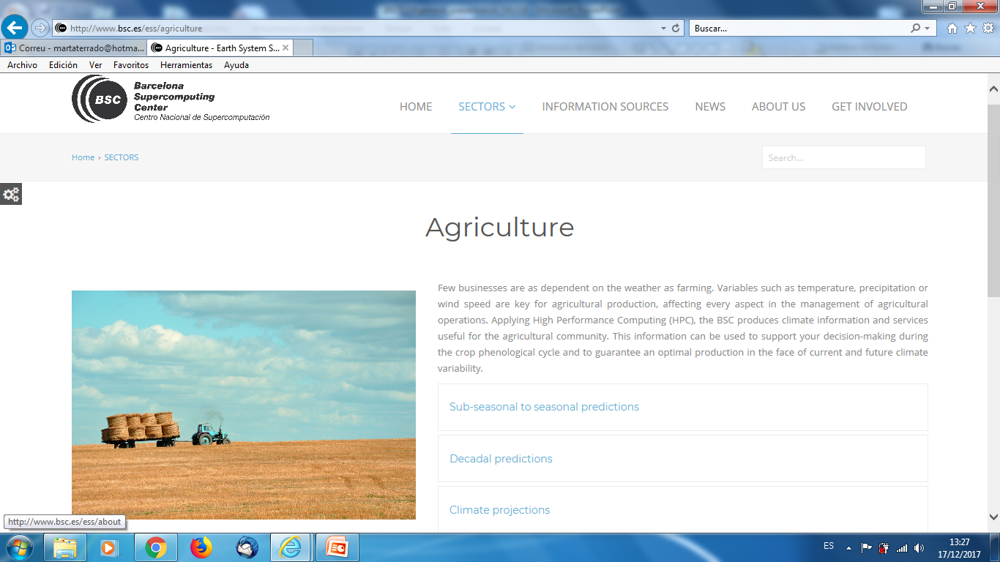 http://www.bsc.es/ess/agriculture
Buscar...
Correu - martaterrado@hotma...
Agriculture - Earth System S...
Archivo Edición Ver Favoritos Herramientas Ayuda
BSC
Barcelona
Supercomputing
Center
Centro Nacional de Supercomputación
HOME SECTORS INFORMATION SOURCES NEWS ABOUT US GET INVOLVED
Home › SECTORS
Search...
Agriculture
Few businesses are as dependent on the weather as farming. Variables such as temperature, precipitation or
wind speed are key for agricultural production, affecting every aspect in the management of agricultural
operations. Applying High Performance Computing (HPC), the BSC produces climate information and services
useful for the agricultural community. This information can be used to support your decision-making during
the crop phenological cycle and to guarantee an optimal production in the face of current and future climate
variability.
Sub-seasonal to seasonal predictions
Decadal predictions
Climate projections
http://www.bsc.es/ess/about
ES
13:27
17/12/2017